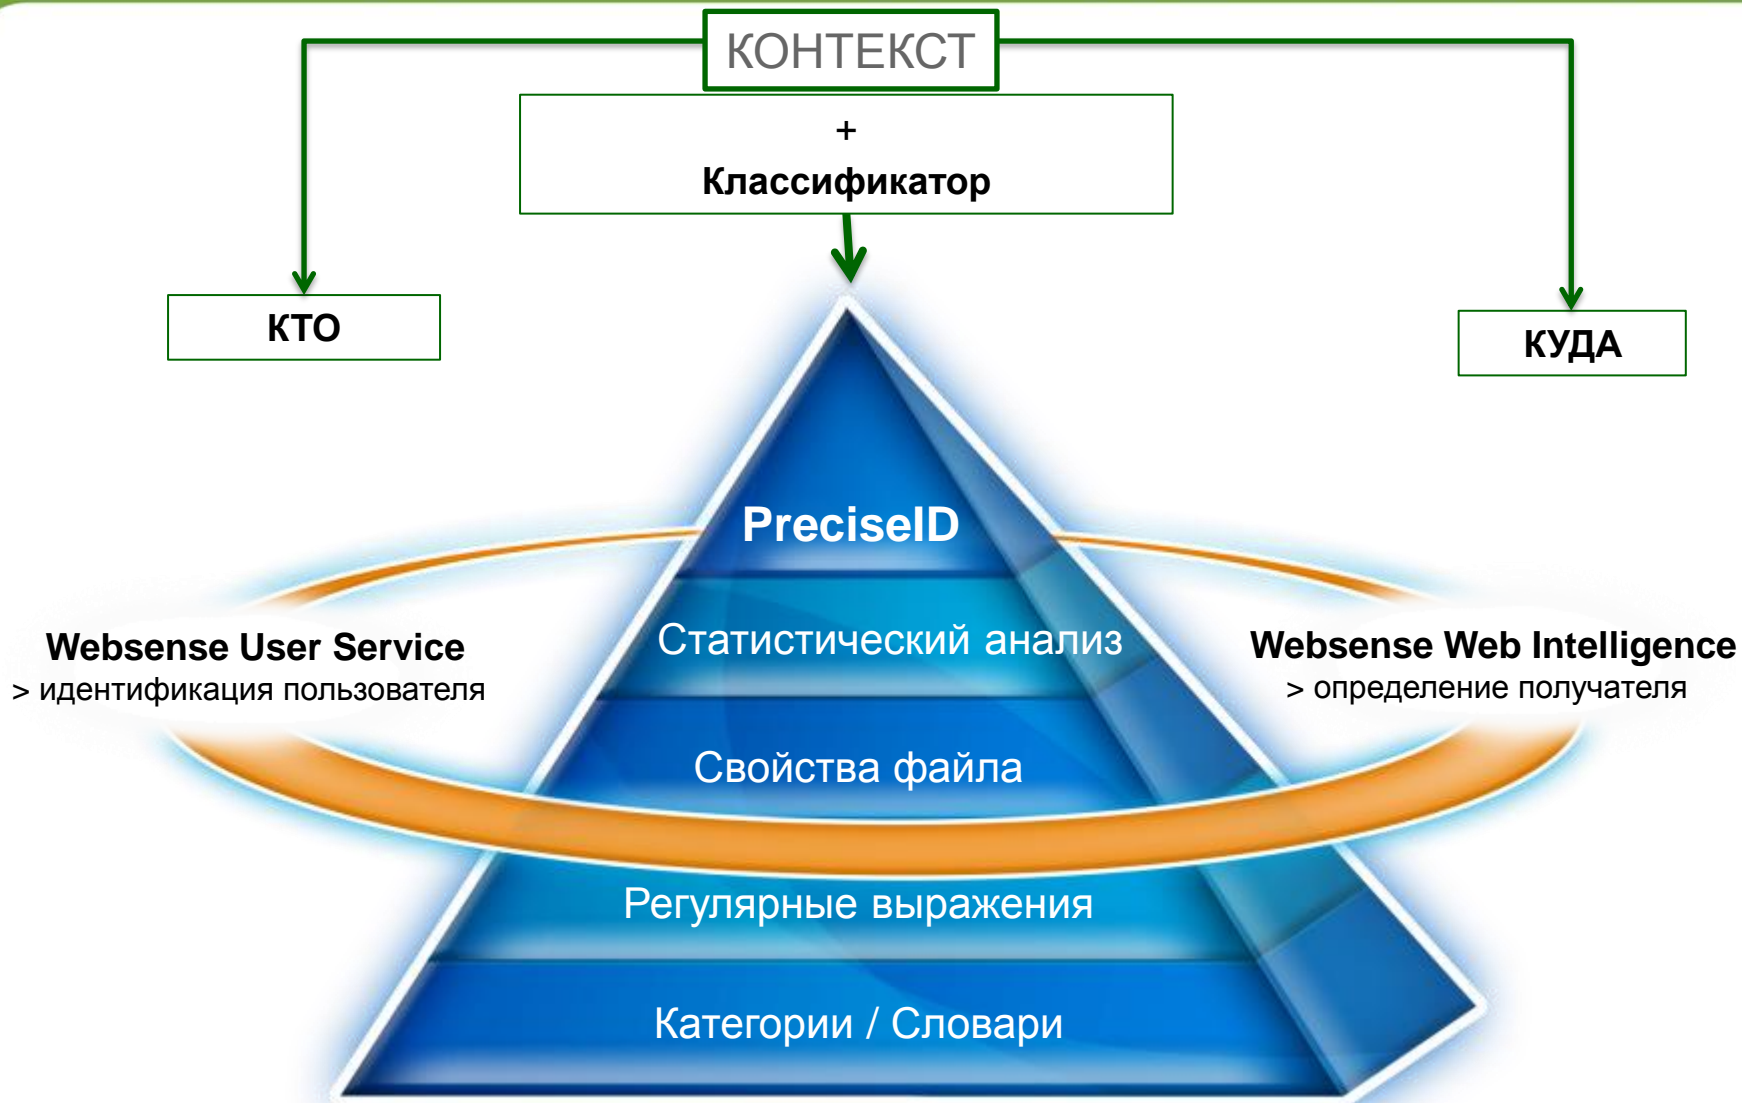 КОНТЕКСТ
+
Классификатор
КТО
КУДА
PreciseID
Статистический анализ
Websense User Service
> идентификация пользователя
Websense Web Intelligence
> определение получателя
Свойства файла
Регулярные выражения
Категории / Словари